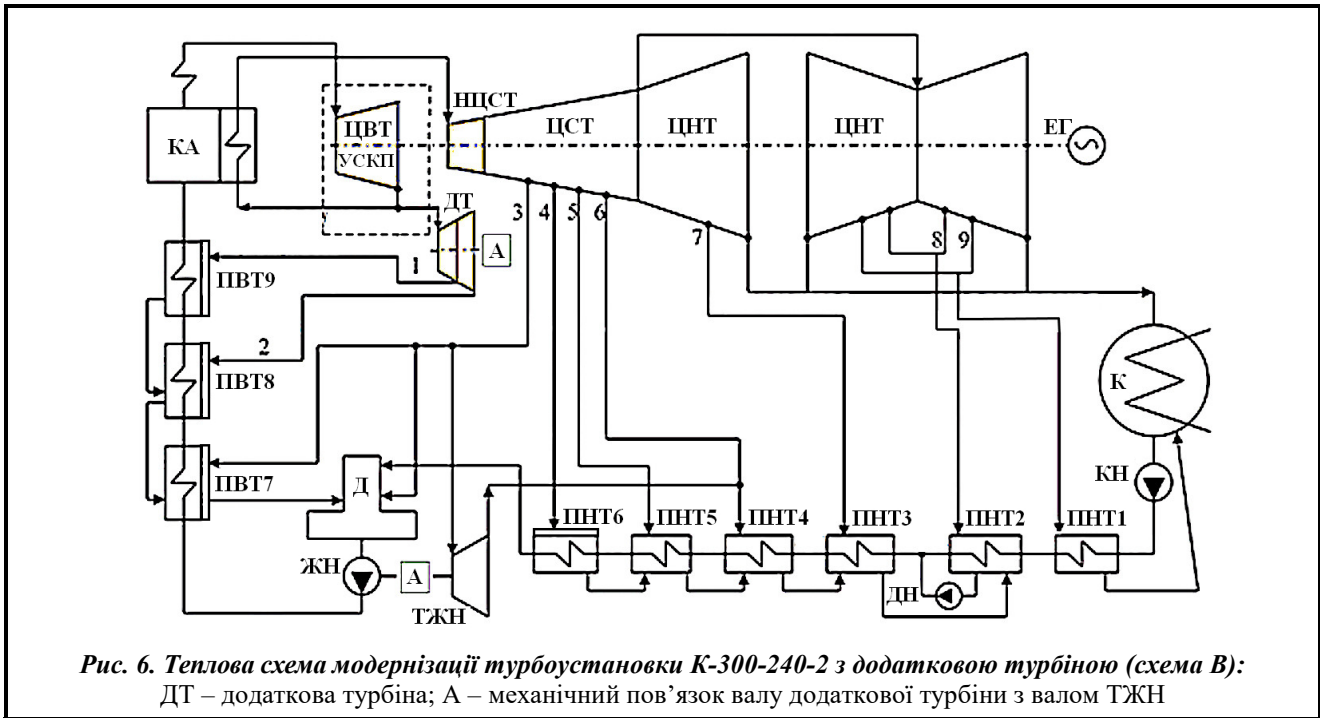 НЦСТ
ЦВТ
ЦСТ
ЦНТ
ЦНТ
ЕГ
КА
УСКП
ДТ
3
4
5
6
7
8
9
А
1
ПВТ9
2
ПВТ8
К
ПВТ7
Д
КН
ПНТ6
ПНТ5
ПНТ4
ПНТ3
ПНТ2
ПНТ1
ЖН
А
ДН
ТЖН
Рис. 6. Теплова схема модернізації турбоустановки К-300-240-2 з додатковою турбіною (схема В):
ДТ – додаткова турбіна; А – механічний пов’язок валу додаткової турбіни з валом ТЖН